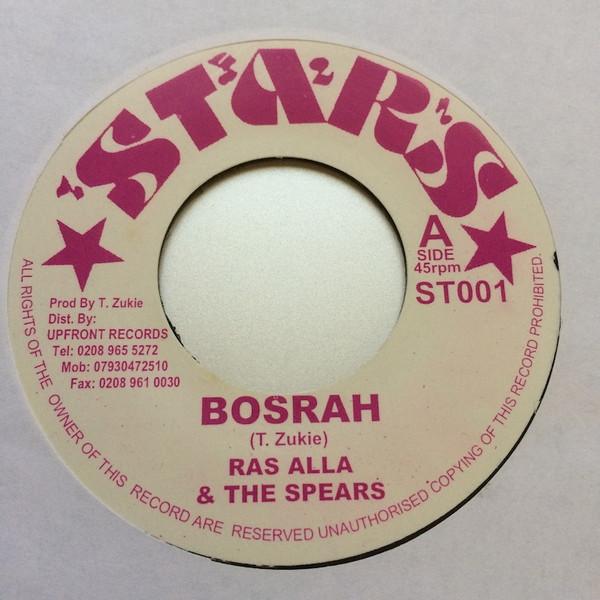 STARS
A
SIDE
45rpm
ST001
Prod By T. Zukie
Dist. By:
UPFRONT RECORDS
Tel: 0208 965 5272
Mob: 07930472510
Fax: 0208 961 0030
BOSRAH
(T. Zukie)
RAS ALLA
& THE SPEARS
ALL RIGHTS OF THE OWNER OF THIS RECORD ARE RESERVED UNAUTHORISED COPYING OF THIS RECORD PROHIBITED.